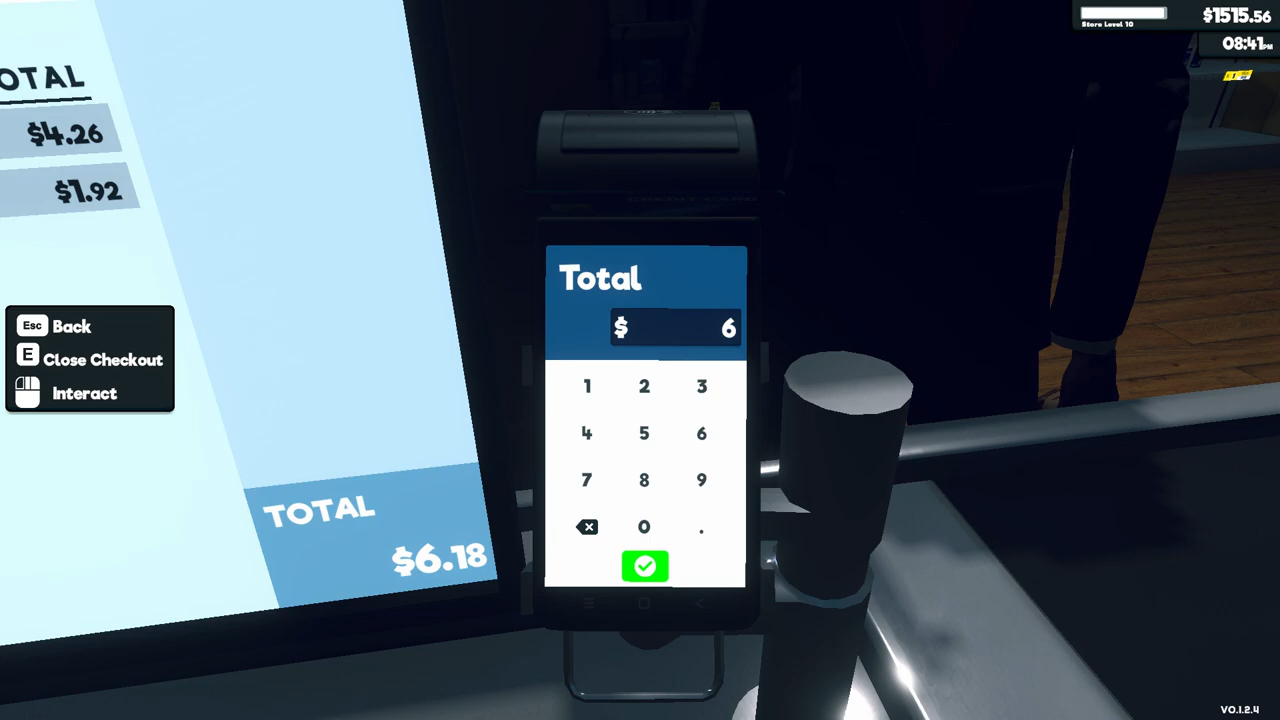 OTAL
$4.26
$1.92
TOTAL
$6.18
Esc Back
E Close Checkout
Interact
Total
$ 6
1 2 3
4 5 6
7 8 9
0 .
Store Level 10
$1515.56
08:41PM
V0.1.2.4